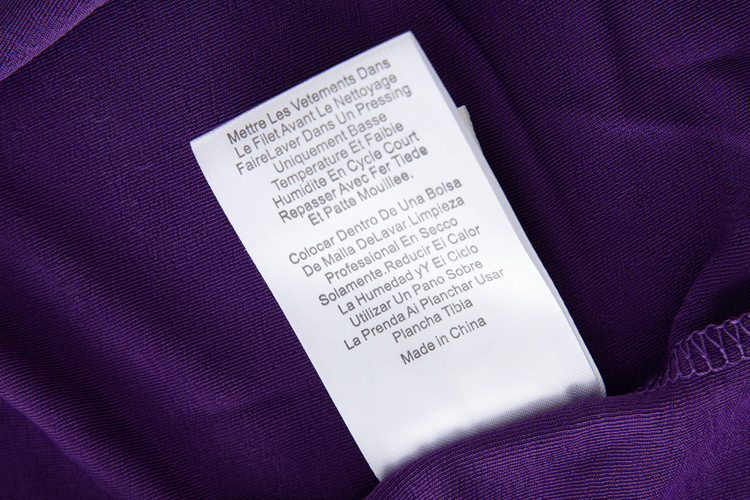 Mettre Les Vetements Dans
Le Filet Avant Le Nettoyage
FaireLaver Dans Un Pressing
Uniquement Basse
Temperature Et Faible
Humidite En Cycle Court
Repasser Avec Fer Tiede
Et Patte Mouillee.
Colocar Dentro De Una Bolsa
De Malla DeLavar.Limpieza
Professional En Secco
Solamente.Reducir El Calor
La Humedad yY El Ciclo
Utilizar Un Pano Sobre
La Prenda Ai Planchar Usar
Plancha Tibia
Made in China